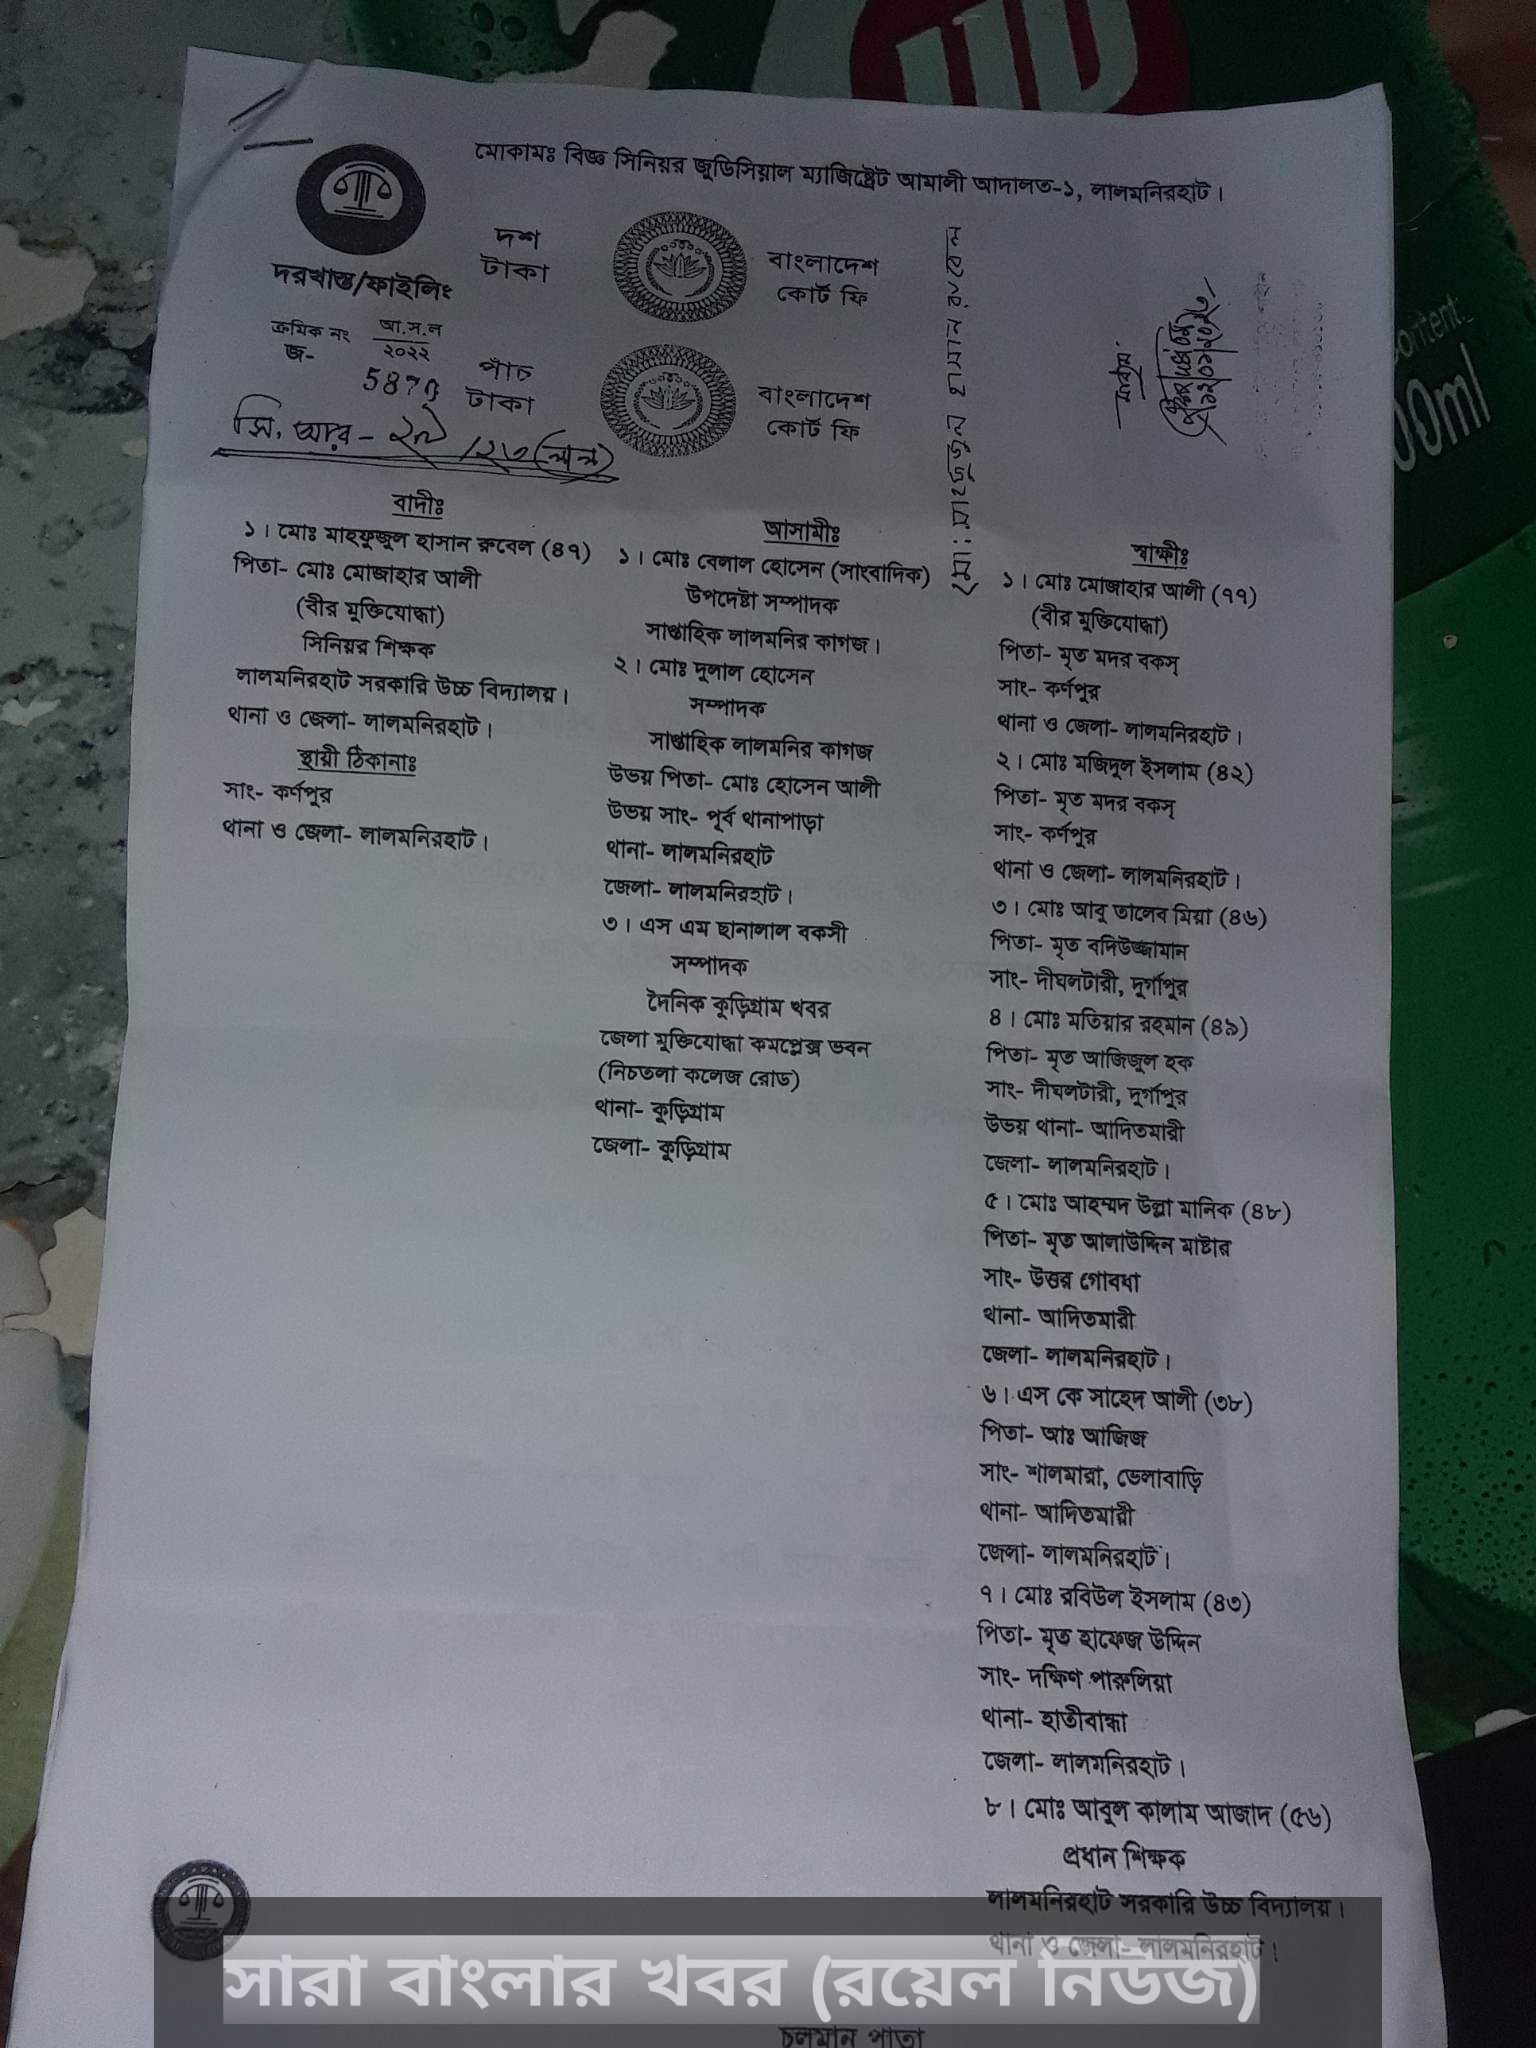 মোকামঃ বিজ্ঞ সিনিয়র জুডিসিয়াল ম্যাজিষ্ট্রেট আমালী আদালত-১, লালমনিরহাট।
দরখাস্ত/ফাইলিং
দশ
টাকা
বাংলাদেশ
কোর্ট ফি
ক্রমিক নং
জ-
আ.স.ল
২০২২
পাঁচ
টাকা
বাংলাদেশ
কোর্ট ফি
সি. আর -
মো: মাহফুজুল হাসান রুবেল
বাদীঃ
১। মোঃ মাহফুজুল হাসান রুবেল (৪৭)
পিতা- মোঃ মোজাহার আলী
(বীর মুক্তিযোদ্ধা)
সিনিয়র শিক্ষক
লালমনিরহাট সরকারি উচ্চ বিদ্যালয়।
থানা ও জেলা- লালমনিরহাট।
স্থায়ী ঠিকানাঃ
সাং- কর্ণপুর
থানা ও জেলা- লালমনিরহাট।
আসামীঃ
১। মোঃ বেলাল হোসেন (সাংবাদিক)
উপদেষ্টা সম্পাদক
সাপ্তাহিক লালমনির কাগজ।
২। মোঃ দুলাল হোসেন
সম্পাদক
সাপ্তাহিক লালমনির কাগজ
উভয় পিতা- মোঃ হোসেন আলী
উভয় সাং- পূর্ব থানাপাড়া
থানা- লালমনিরহাট
জেলা- লালমনিরহাট।
৩। এস এম ছানালাল বকসী
সম্পাদক
দৈনিক কুড়িগ্রাম খবর
জেলা মুক্তিযোদ্ধা কমপ্লেক্স ভবন
(নিচতলা কলেজ রোড)
থানা- কুড়িগ্রাম
জেলা- কুড়িগ্রাম
স্বাক্ষীঃ
১। মোঃ মোজাহার আলী (৭৭)
(বীর মুক্তিযোদ্ধা)
পিতা- মৃত মদর বকস্
সাং- কর্ণপুর
থানা ও জেলা- লালমনিরহাট।
২। মোঃ মজিদুল ইসলাম (৪২)
পিতা- মৃত মদর বকস্
সাং- কর্ণপুর
থানা ও জেলা- লালমনিরহাট।
৩। মোঃ আবু তালেব মিয়া (৪৬)
পিতা- মৃত বদিউজ্জামান
সাং- দীঘলটারী, দুর্গাপুর
৪। মোঃ মতিয়ার রহমান (৪৯)
পিতা- মৃত আজিজুল হক
সাং- দীঘলটারী, দুর্গাপুর
উভয় থানা- আদিতমারী
জেলা- লালমনিরহাট।
৫। মোঃ আহম্মদ উল্লা মানিক (৪৮)
পিতা- মৃত আলাউদ্দিন মাষ্টার
সাং- উত্তর গোবধা
থানা- আদিতমারী
জেলা- লালমনিরহাট।
৬। এস কে সাহেদ আলী (৩৮)
পিতা- আঃ আজিজ
সাং- শালমারা, ভেলাবাড়ি
থানা- আদিতমারী
জেলা- লালমনিরহাট।
৭। মোঃ রবিউল ইসলাম (৪৩)
পিতা- মৃত হাফেজ উদ্দিন
সাং- দক্ষিণ পারুলিয়া
থানা- হাতীবান্ধা
জেলা- লালমনিরহাট।
৮। মোঃ আবুল কালাম আজাদ (৫৬)
প্রধান শিক্ষক
লালমনিরহাট সরকারি উচ্চ বিদ্যালয়।
থানা ও জেলা- লালমনিরহাট।
সারা বাংলার খবর (রয়েল নিউজ)
চলমান পাতা